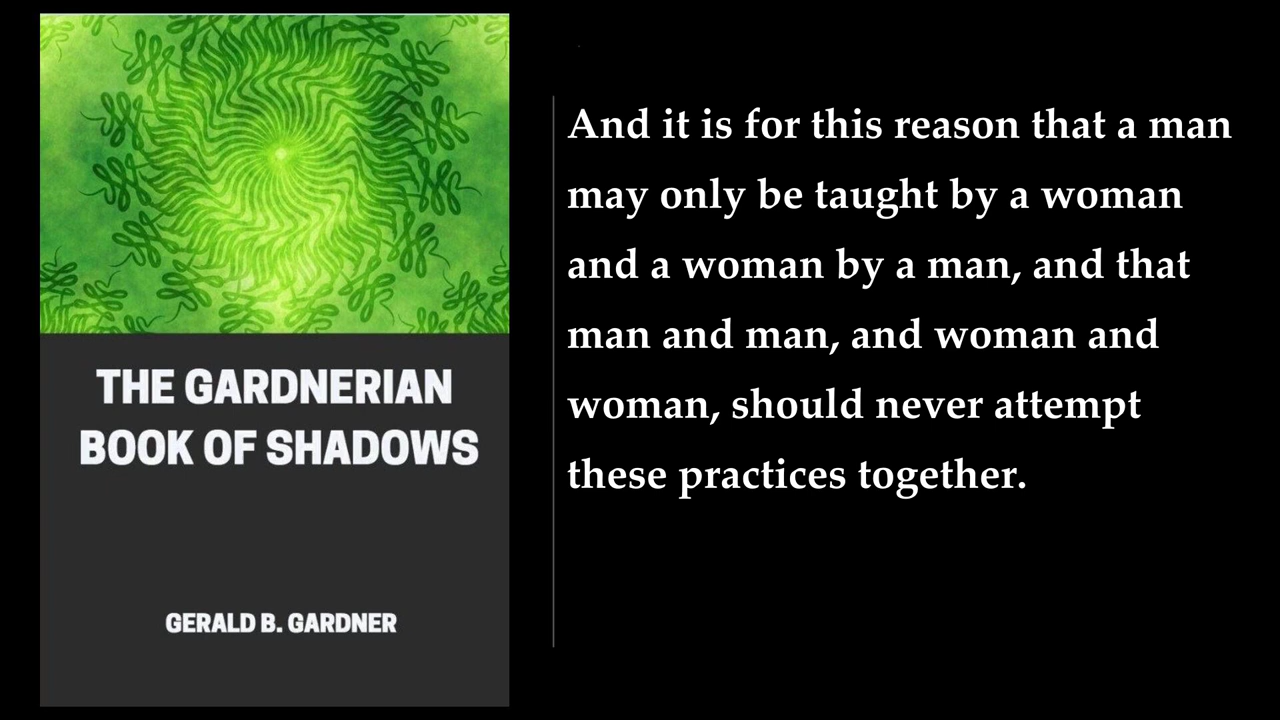 THE GARDNERIAN
BOOK OF SHADOWS
GERALD B. GARDNER
And it is for this reason that a man
may only be taught by a woman
and a woman by a man, and that
man and man, and woman and
woman, should never attempt
these practices together.